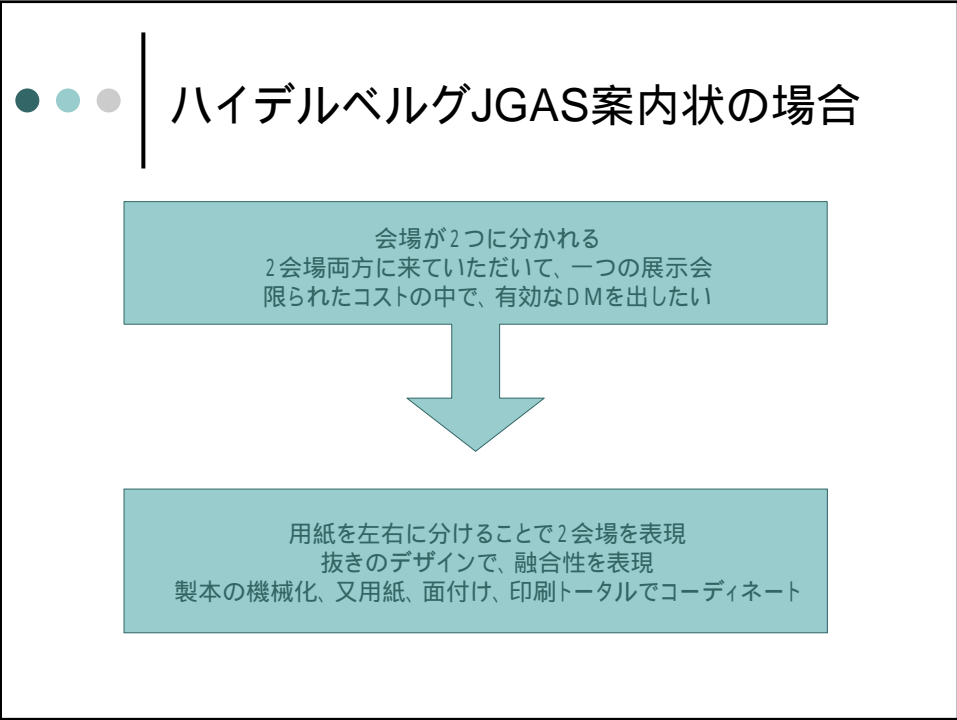 ハイデルベルグJGAS案内状の場合
会場が2つに分かれる
2会場両方に来ていただいて、一つの展示会
限られたコストの中で、有効なDMを出したい
用紙を左右に分けることで2会場を表現
抜きのデザインで、融合性を表現
製本の機械化、又用紙、面付け、印刷トータルでコーディネート